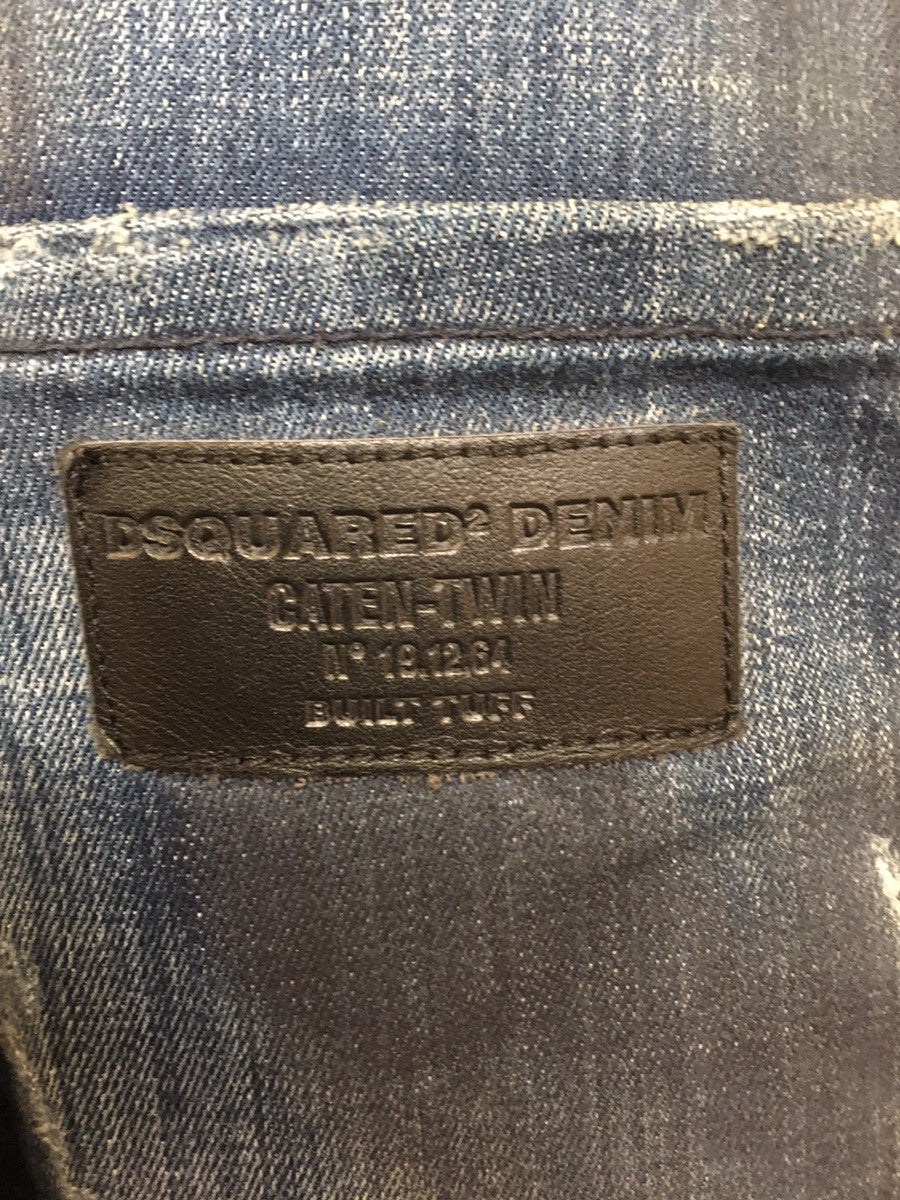 DSQUARED² DENIM
CATEN-TWIN
N° 19.12.64
BUILT TUFF